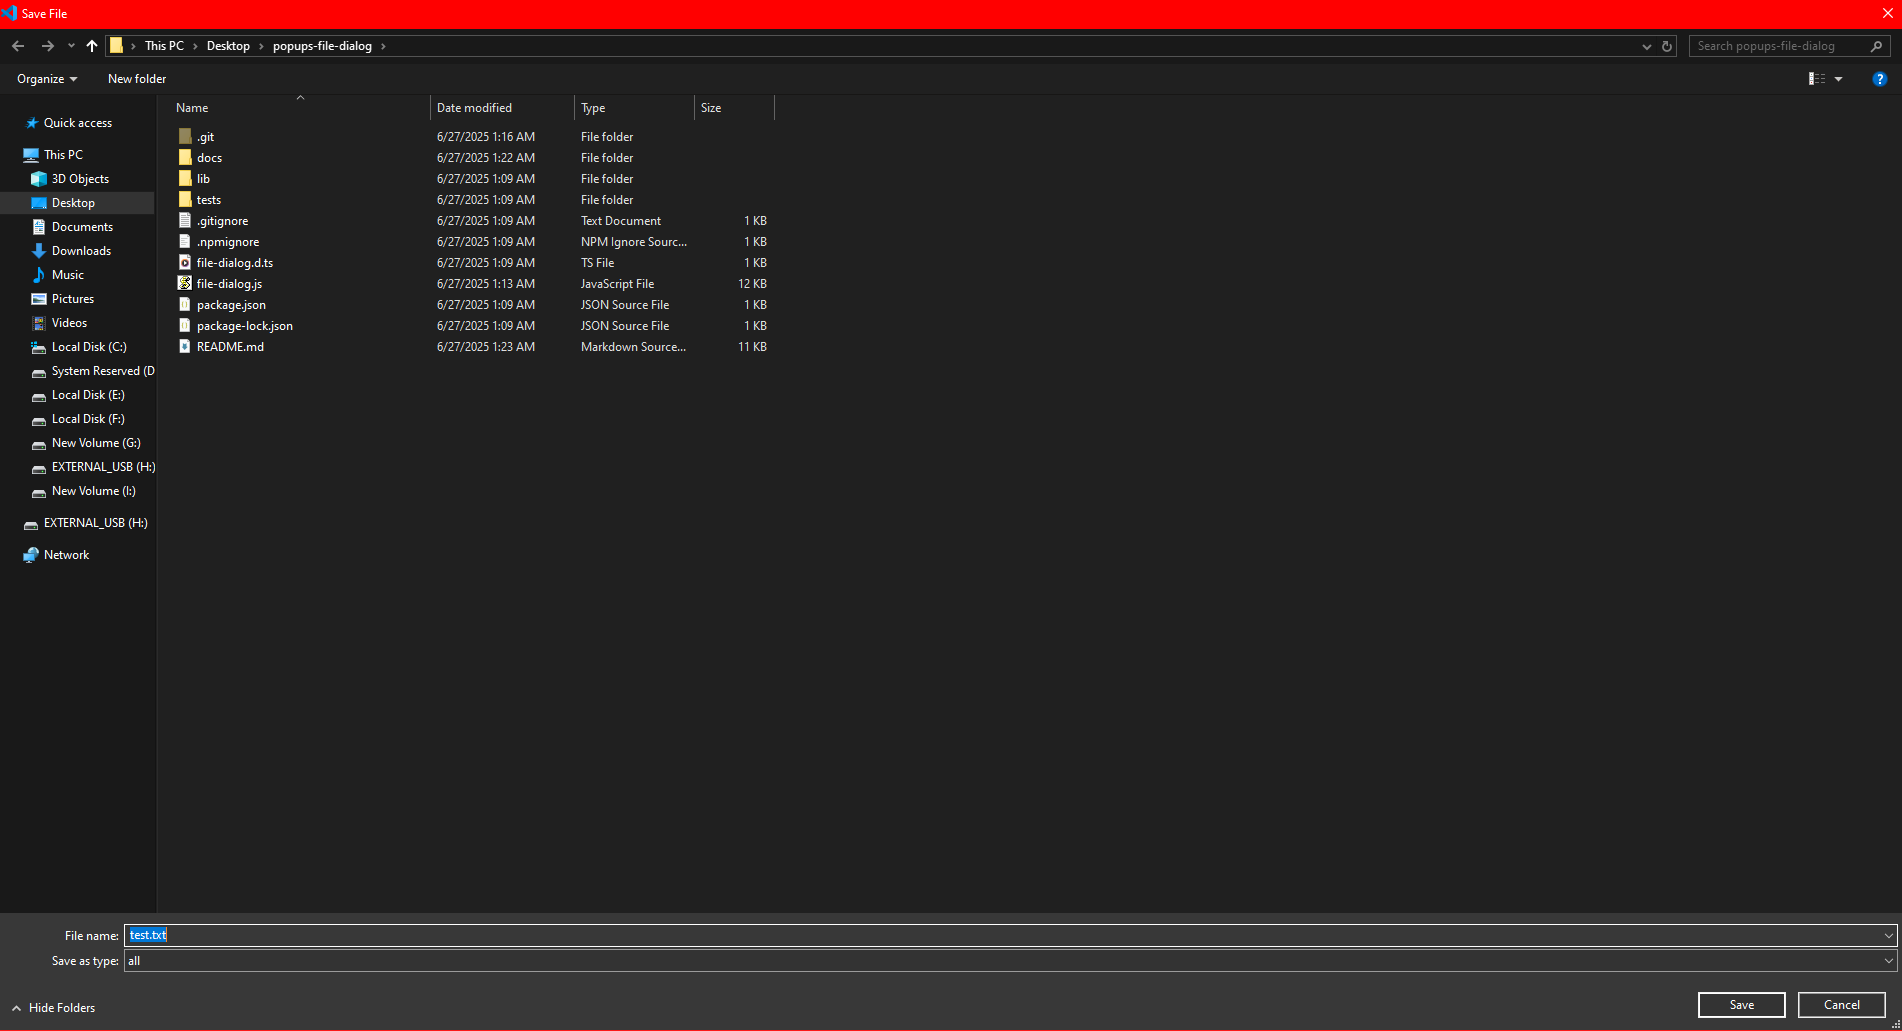 Save File
This PC Desktop popups-file-dialog
Search popups-file-dialog
Organize New folder
?
Name Date modified Type Size
Quick access
This PC
3D Objects
Desktop
Documents
Downloads
Music
Pictures
Videos
Local Disk (C:)
System Reserved (D
Local Disk (E:)
Local Disk (F:)
New Volume (G:)
EXTERNAL_USB (H:)
New Volume (I:)
EXTERNAL_USB (H:)
Network
.git 6/27/2025 1:16 AM File folder
docs 6/27/2025 1:22 AM File folder
lib 6/27/2025 1:09 AM File folder
tests 6/27/2025 1:09 AM File folder
.gitignore 6/27/2025 1:09 AM Text Document 1 KB
.npmignore 6/27/2025 1:09 AM NPM Ignore Sourc... 1 KB
file-dialog.d.ts 6/27/2025 1:09 AM TS File 1 KB
file-dialog.js 6/27/2025 1:13 AM JavaScript File 12 KB
package.json 6/27/2025 1:09 AM JSON Source File 1 KB
package-lock.json 6/27/2025 1:09 AM JSON Source File 1 KB
README.md 6/27/2025 1:23 AM Markdown Source... 11 KB
File name: test.txt
Save as type: all
Hide Folders
Save Cancel